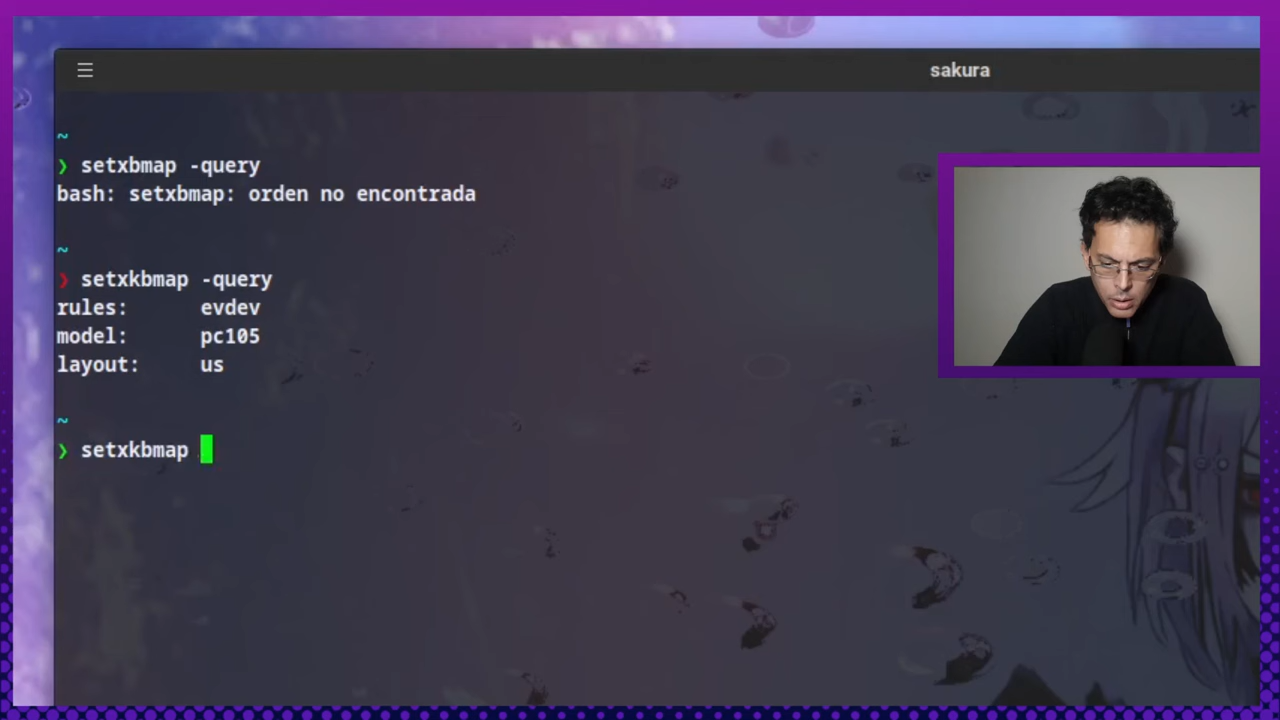 sakura
~
❯ setxbmap -query
bash: setxbmap: orden no encontrada
~
❯ setxkbmap -query
rules: evdev
model: pc105
layout: us
~
❯ setxkbmap